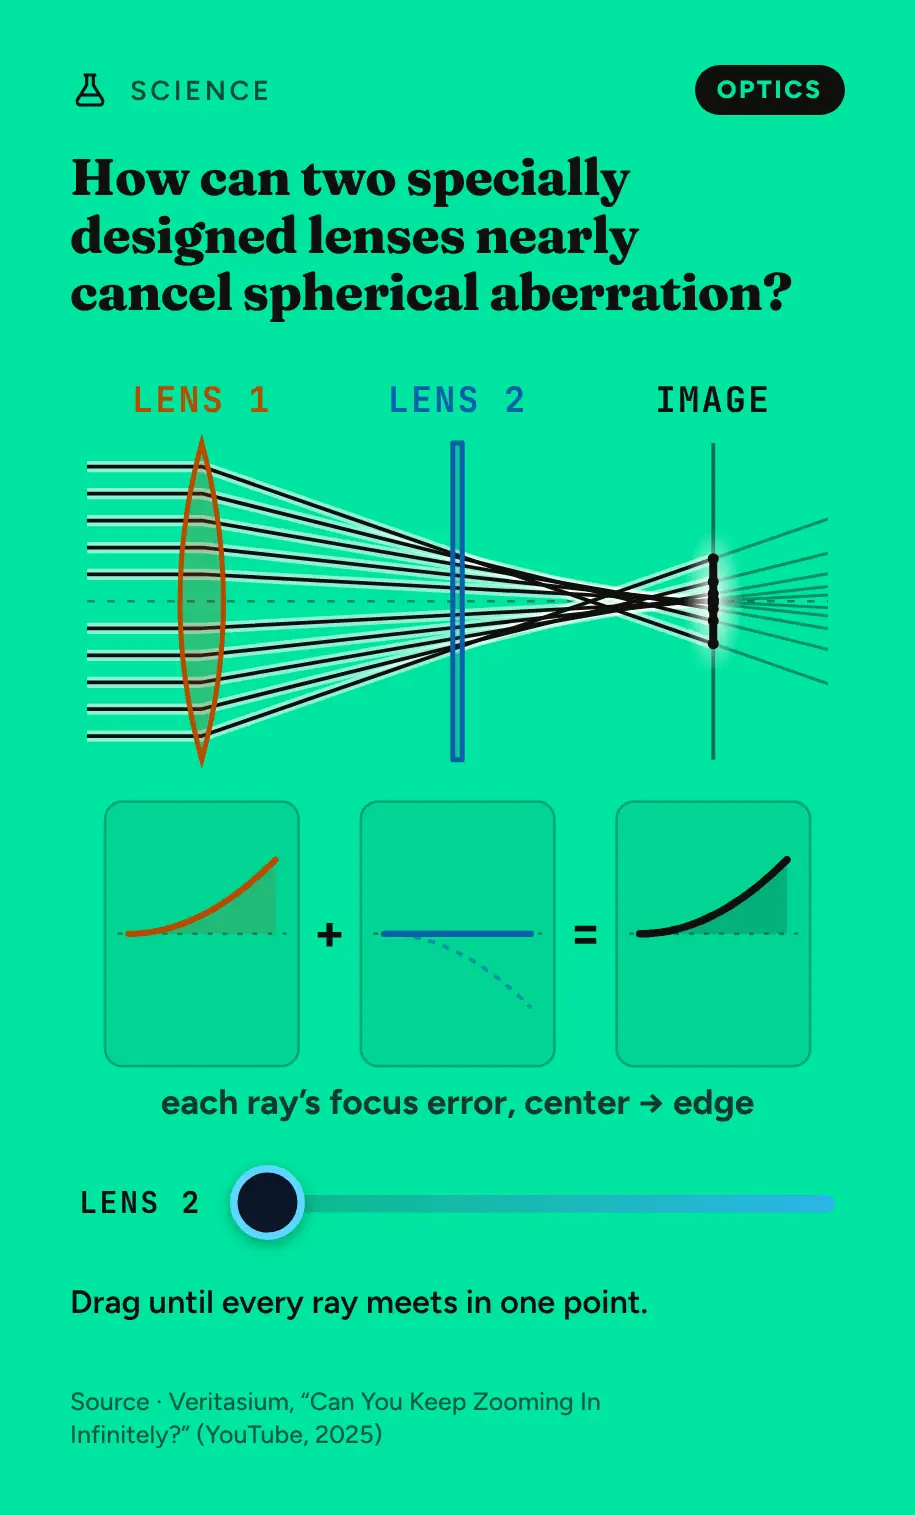 SCIENCE
OPTICS
How can two specially
designed lenses nearly
cancel spherical aberration?
LENS 1
LENS 2
IMAGE
+
=
each ray’s focus error, center → edge
LENS 2
Drag until every ray meets in one point.
Source · Veritasium, “Can You Keep Zooming In
Infinitely?” (YouTube, 2025)